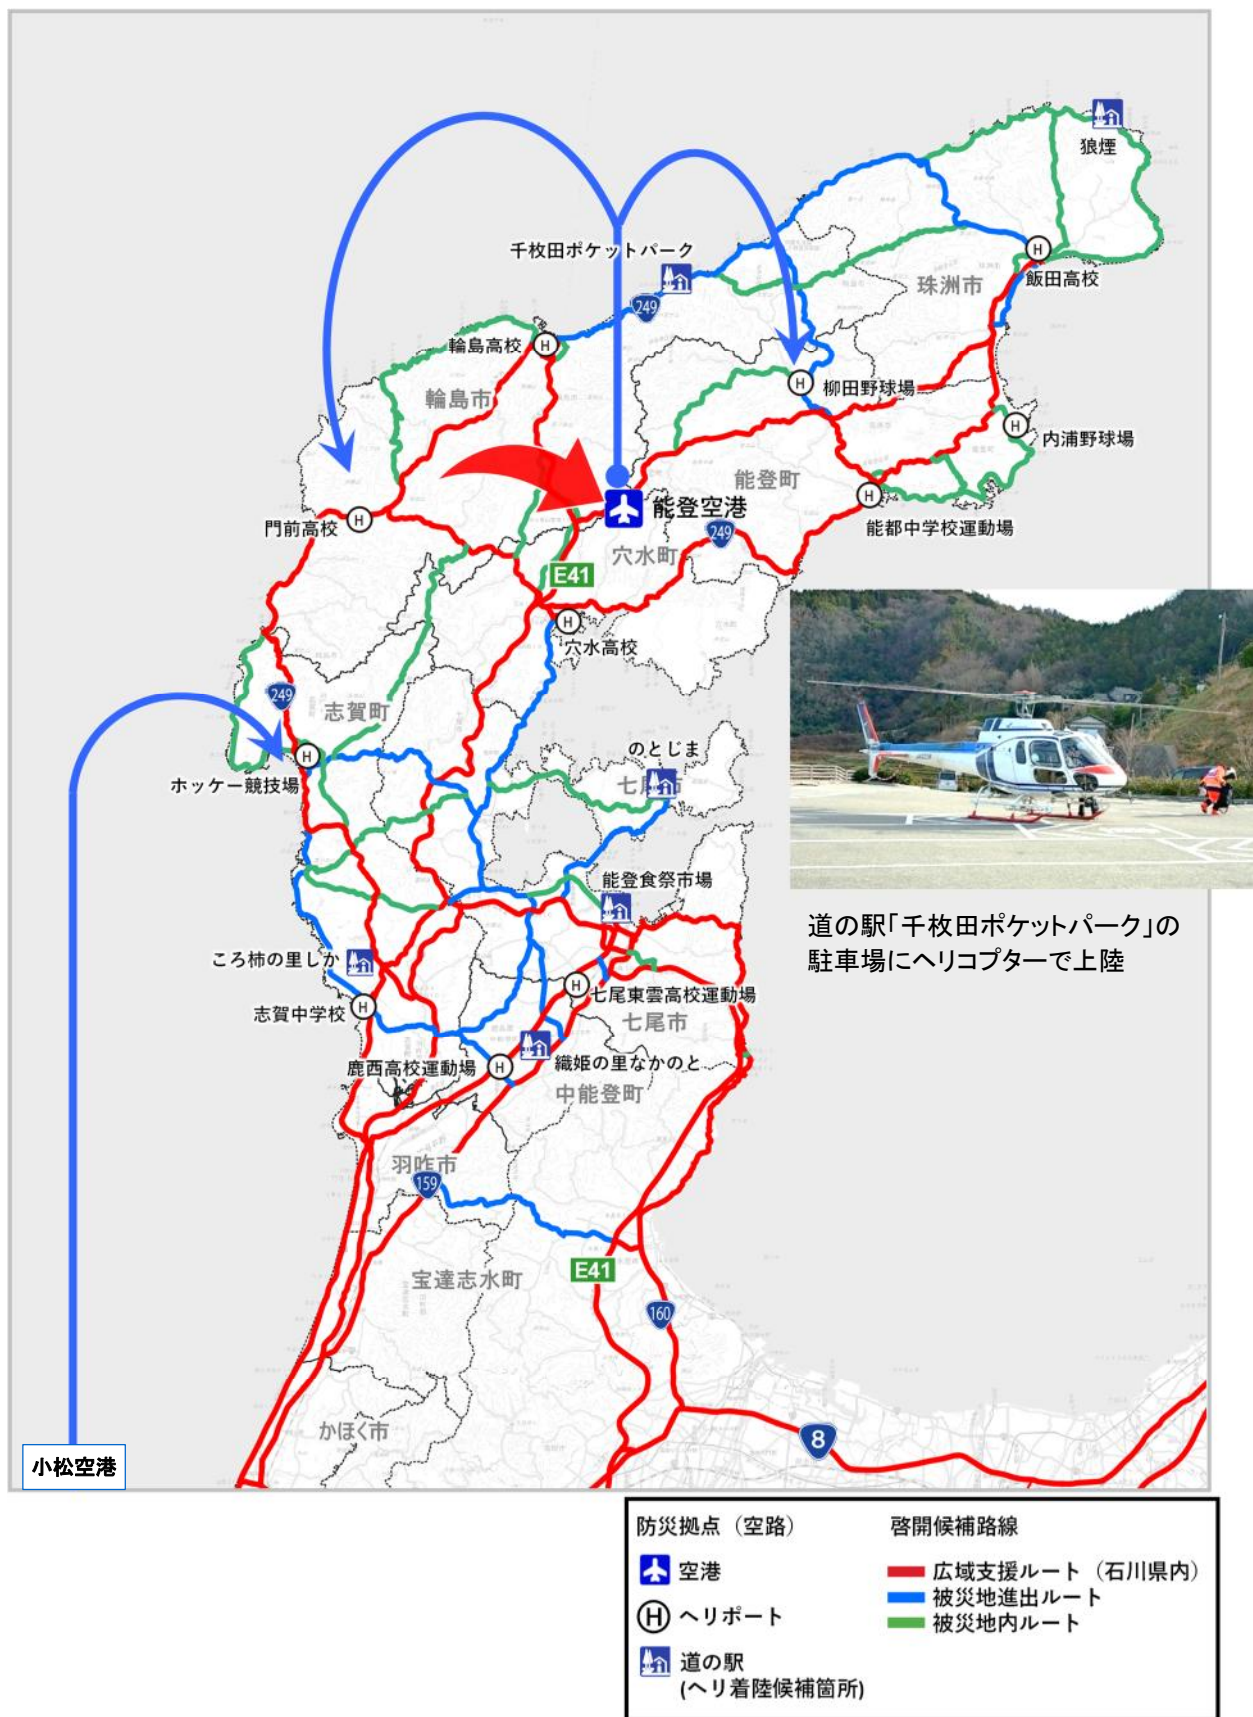 狼煙
千枚田ポケットパーク
飯田高校
珠洲市
249
輪島高校
柳田野球場
輪島市
内浦野球場
能登町
能登空港
能都中学校運動場
門前高校
249
穴水町
E41
穴水高校
249
志賀町
のとじま
七尾市
ホッケー競技場
能登食祭市場
道の駅「千枚田ポケットパーク」の
駐車場にヘリコプターで上陸
ころ柿の里しか
七尾東雲高校運動場
志賀中学校
七尾市
鹿西高校運動場
織姫の里なかのと
中能登町
羽咋市
159
E41
宝達志水町
160
かほく市
8
小松空港
防災拠点（空路）
空港
H ヘリポート
道の駅
(ヘリ着陸候補箇所)
啓開候補路線
広域支援ルート（石川県内）
被災地進出ルート
被災地内ルート